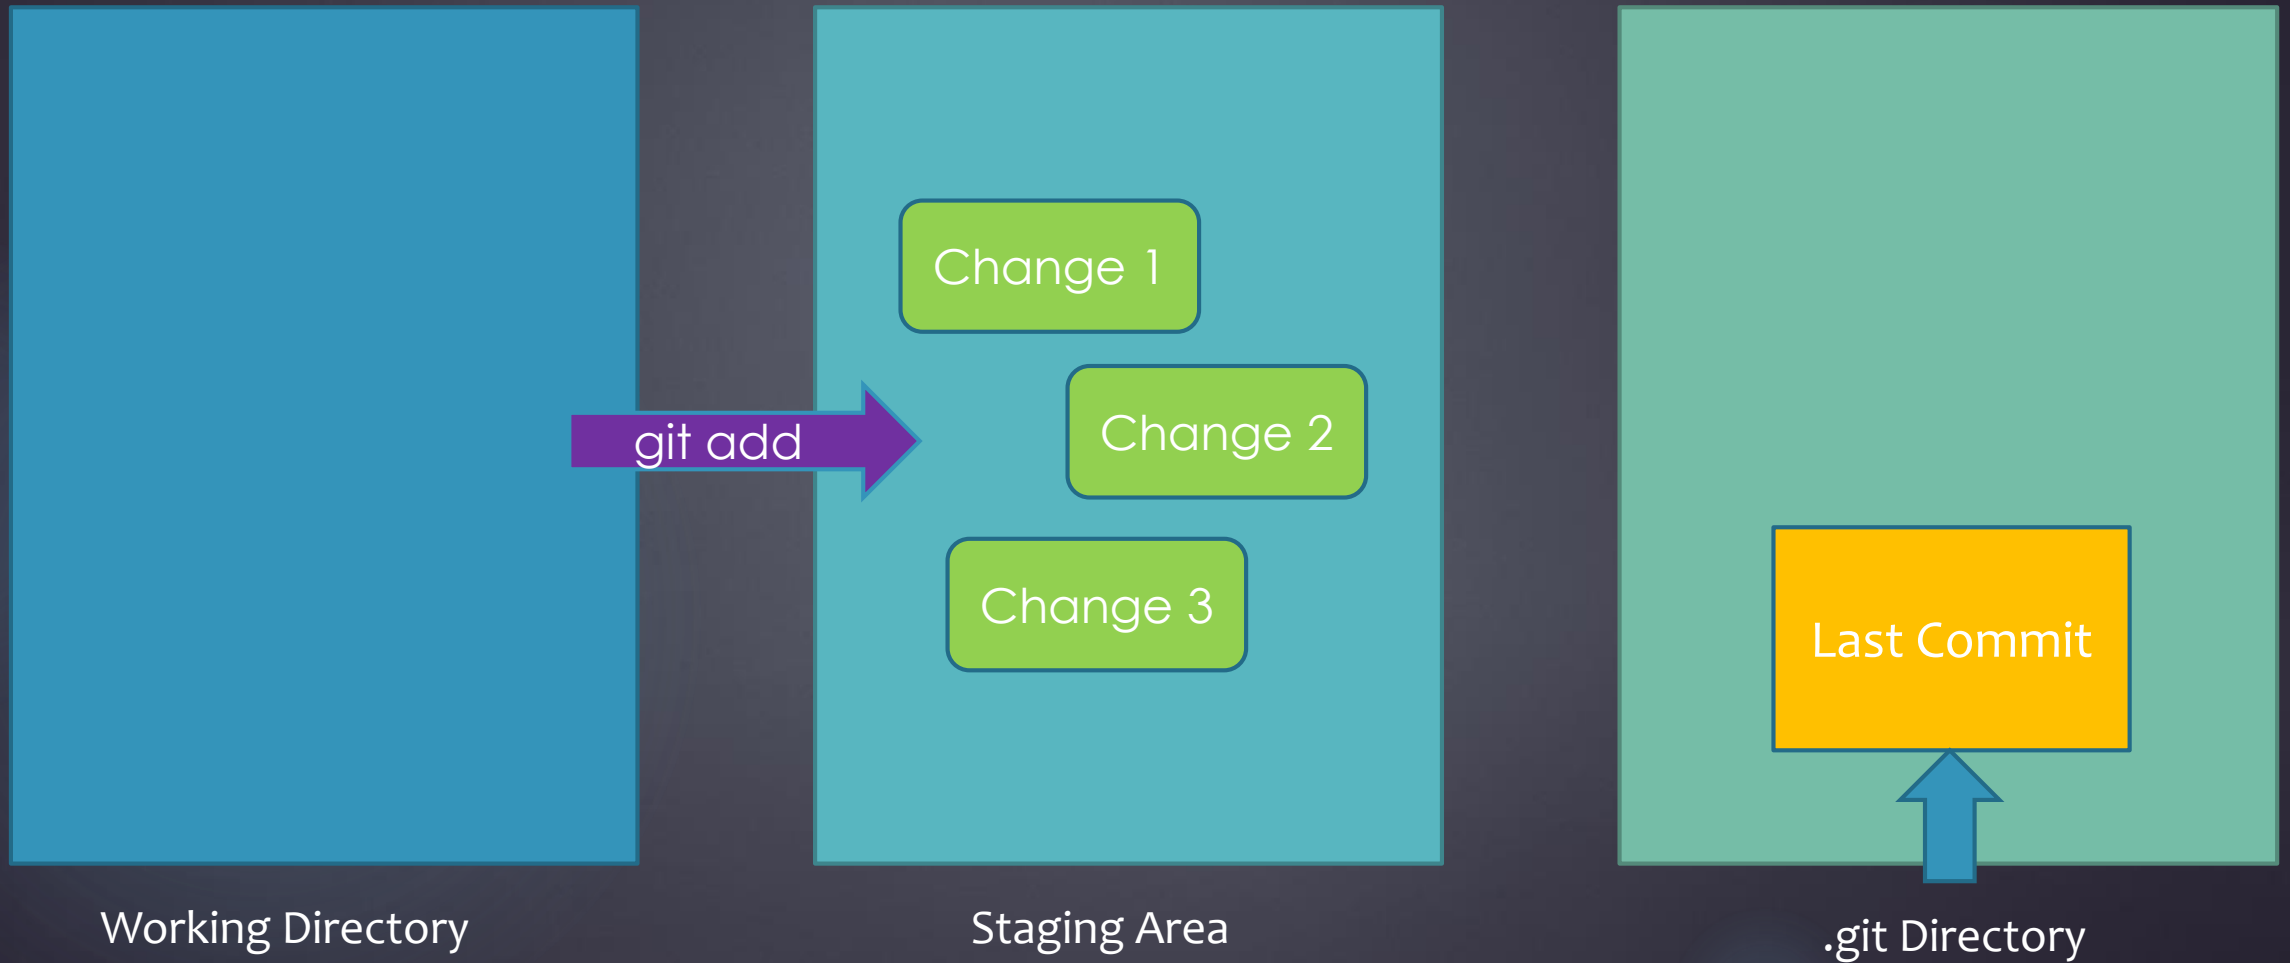 Change 1
git add
Change 2
Change 3
Last Commit
Working Directory
Staging Area
.git Directory